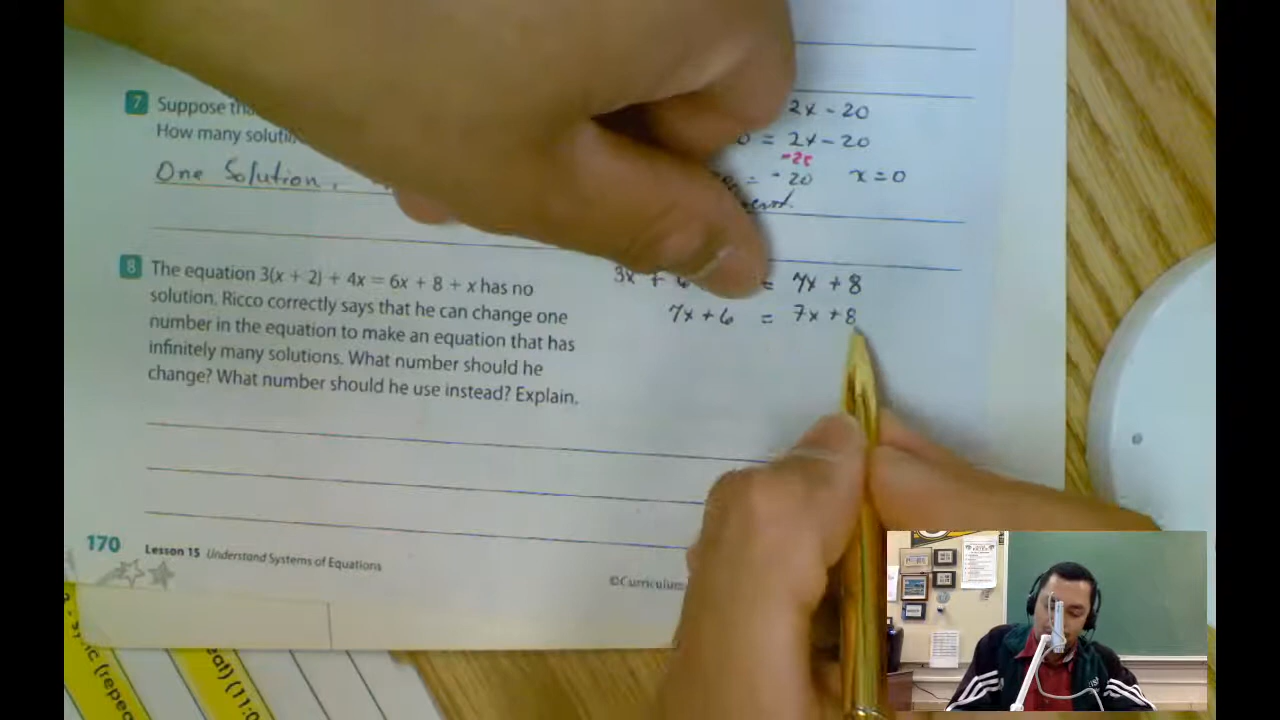 2x - 20
7 Suppose
How many
0 = 2x - 20
-20
One Solution.
= -20 x = 0
8 The equation 3(x + 2) + 4x = 6x + 8 + x has no
solution. Ricco correctly says that he can change one
number in the equation to make an equation that has
infinitely many solutions. What number should he
change? What number should he use instead? Explain.
3x + 6 = 7x + 8
7x + 6 = 7x + 8
170 Lesson 15 Understand Systems of Equations
©Curriculum